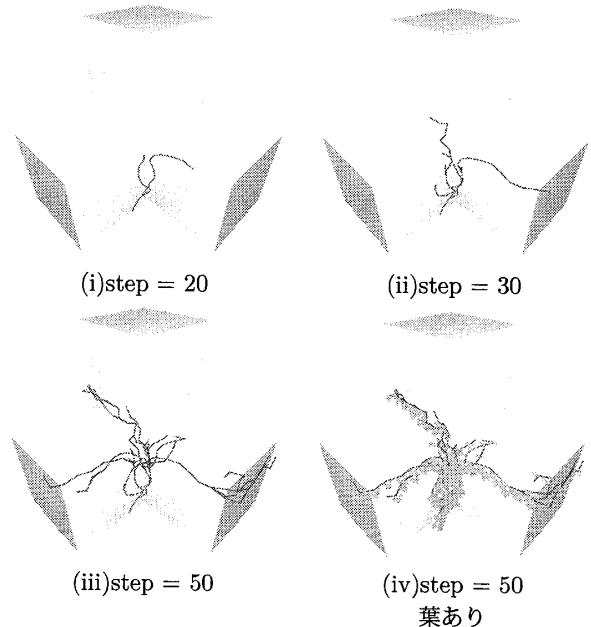 (i)step = 20
(ii)step = 30
(iii)step = 50
(iv)step = 50
葉あり